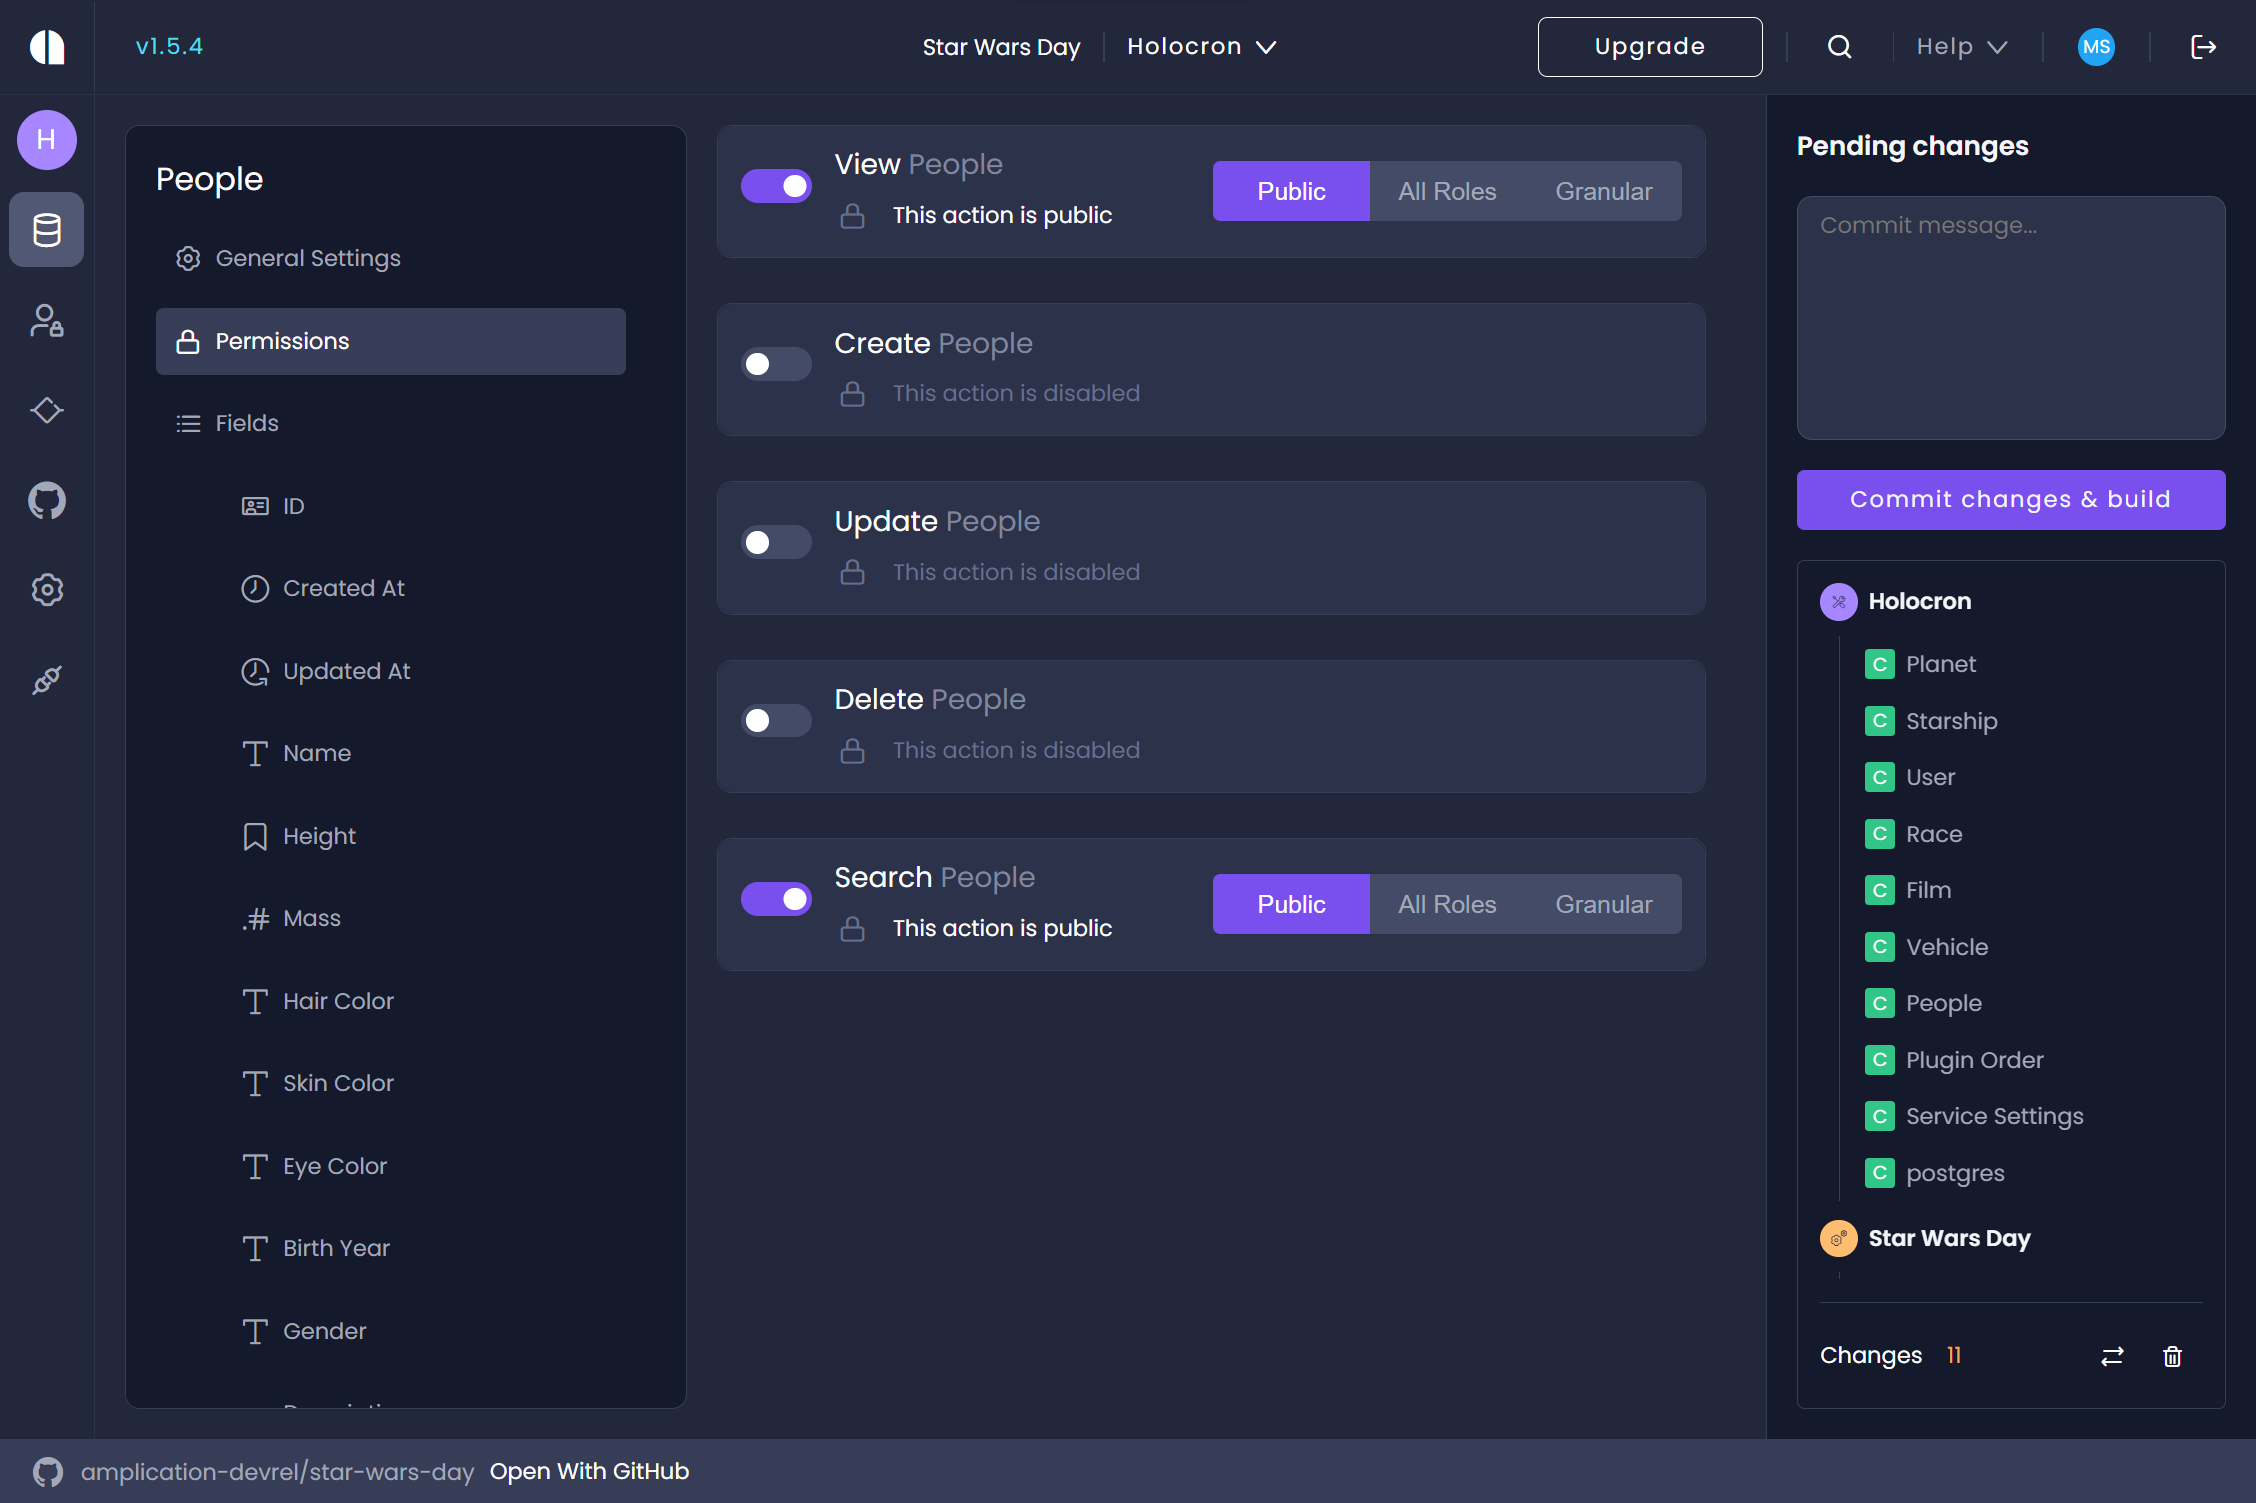 v1.5.4
Star Wars Day
Holocron
Upgrade
Help
MS
H
People
General Settings
Permissions
Fields
ID
Created At
Updated At
Name
Height
.# Mass
Hair Color
Skin Color
Eye Color
Birth Year
Gender
View People
This action is public
Public
All Roles
Granular
Create People
This action is disabled
Update People
This action is disabled
Delete People
This action is disabled
Search People
This action is public
Public
All Roles
Granular
Pending changes
Commit message...
Commit changes & build
Holocron
C Planet
C Starship
C User
C Race
C Film
C Vehicle
C People
C Plugin Order
C Service Settings
C postgres
Star Wars Day
Changes 11
amplication-devrel/star-wars-day Open With GitHub